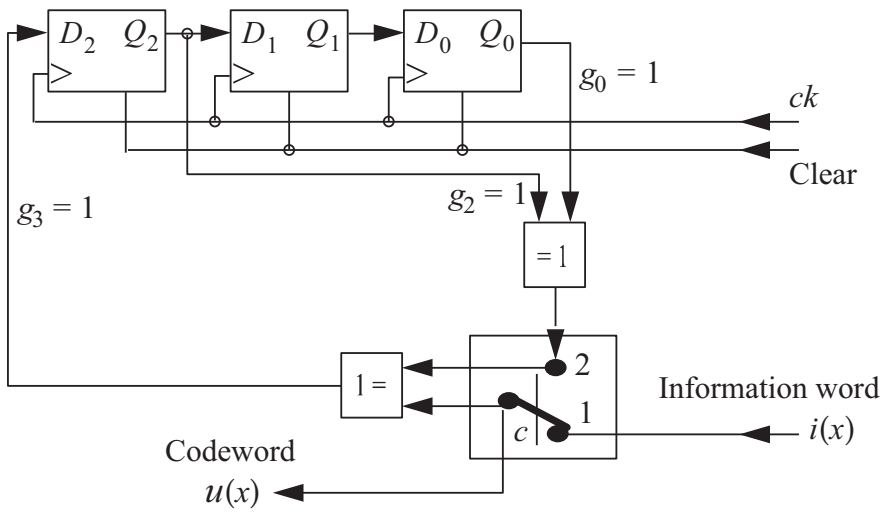 D₂ Q₂ D₁ Q₁ D₀ Q₀
g₀ = 1
ck
Clear
g₃ = 1
g₂ = 1
= 1
2
1 =
1
c
Information word
i(x)
Codeword
u(x)